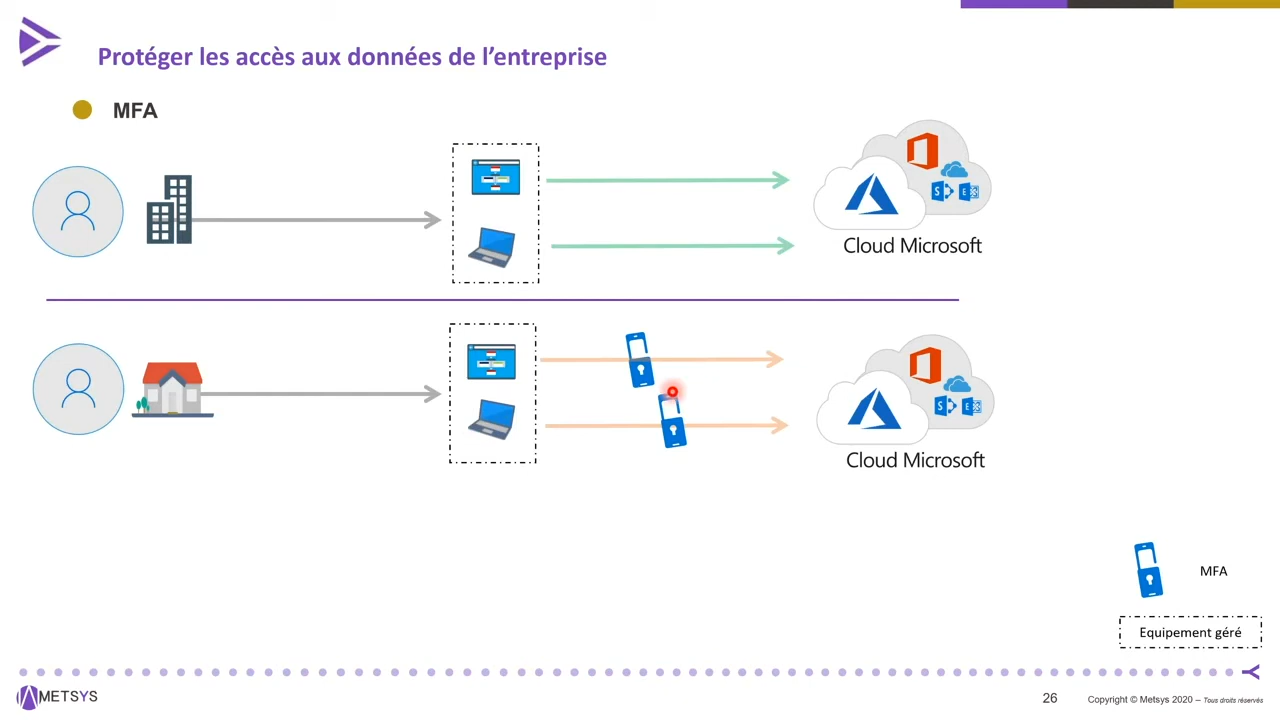 Protéger les accès aux données de l’entreprise
MFA
Cloud Microsoft
Cloud Microsoft
MFA
Equipement géré
METSYS
26
Copyright © Metsys 2020 – Tous droits réservés